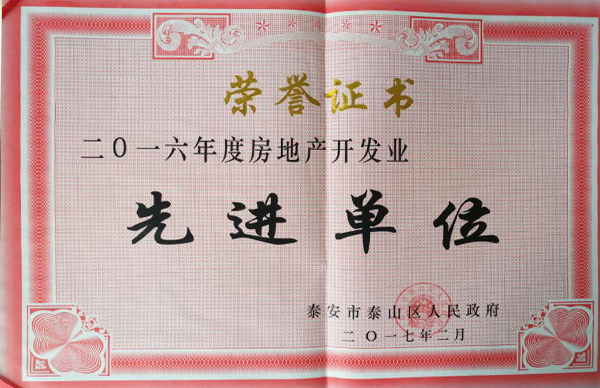 荣誉证书
二〇一六年度房地产开发业
先进单位
泰安市泰山区人民政府
二〇一七年二月